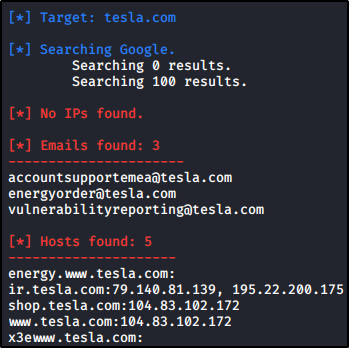 [*] Target: tesla.com
[*] Searching Google.
Searching 0 results.
Searching 100 results.
[*] No IPs found.
[*] Emails found: 3
----------------------
accountsupportemea@tesla.com
energyorder@tesla.com
vulnerabilityreporting@tesla.com
[*] Hosts found: 5
---------------------
energy.www.tesla.com:
ir.tesla.com:79.140.81.139, 195.22.200.175
shop.tesla.com:104.83.102.172
www.tesla.com:104.83.102.172
x3ewww.tesla.com: